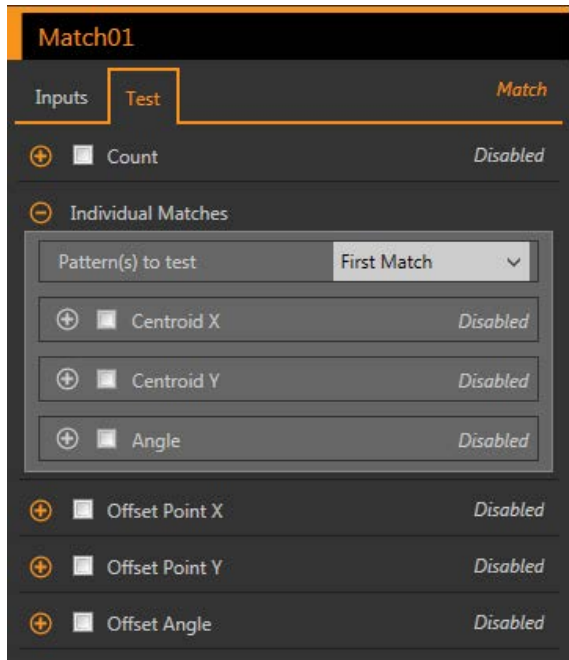 Match01
Inputs Test Match
Count Disabled
Individual Matches
Pattern(s) to test First Match
Centroid X Disabled
Centroid Y Disabled
Angle Disabled
Offset Point X Disabled
Offset Point Y Disabled
Offset Angle Disabled